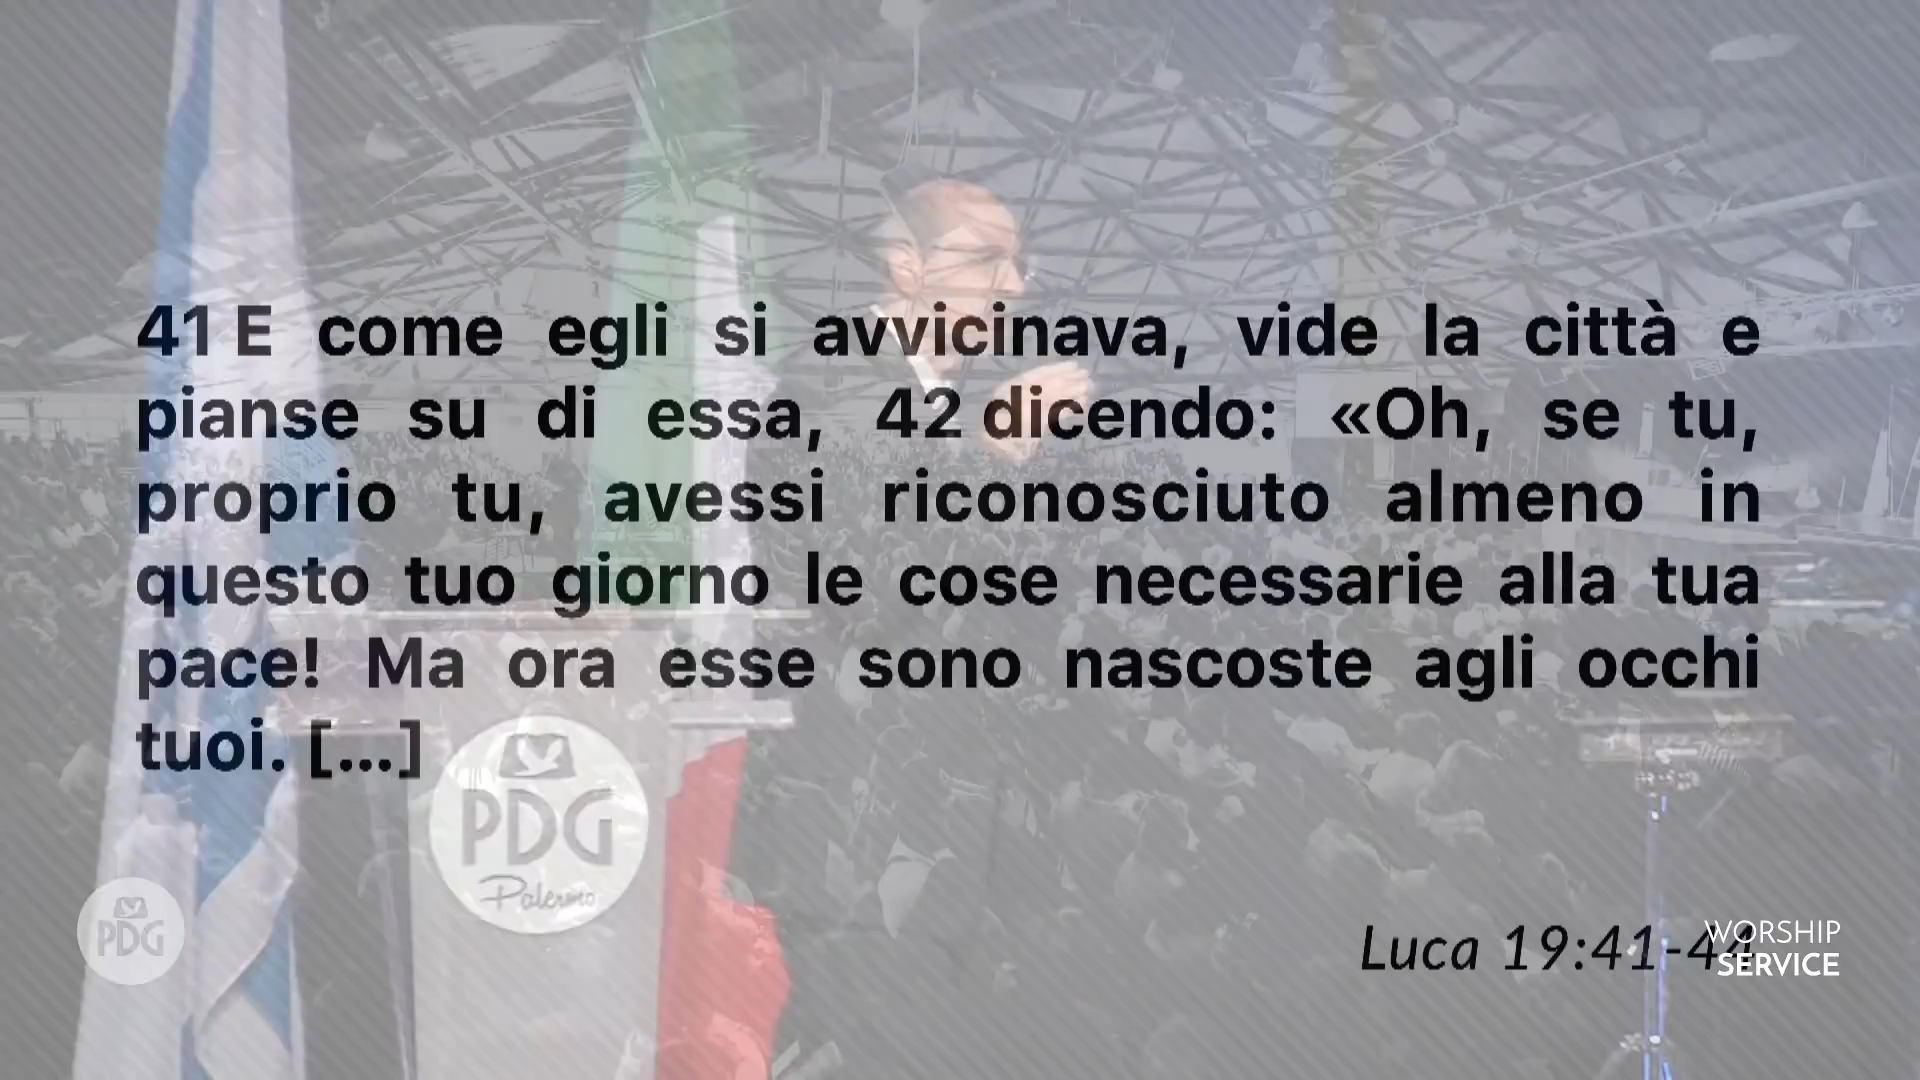 41 E come egli si avvicinava, vide la città e
pianse su di essa, 42 dicendo: «Oh, se tu,
proprio tu, avessi riconosciuto almeno in
questo tuo giorno le cose necessarie alla tua
pace! Ma ora esse sono nascoste agli occhi
tuoi. [...]
PDG
Palermo
PDG
Luca 19:41-44
WORSHIP
SERVICE